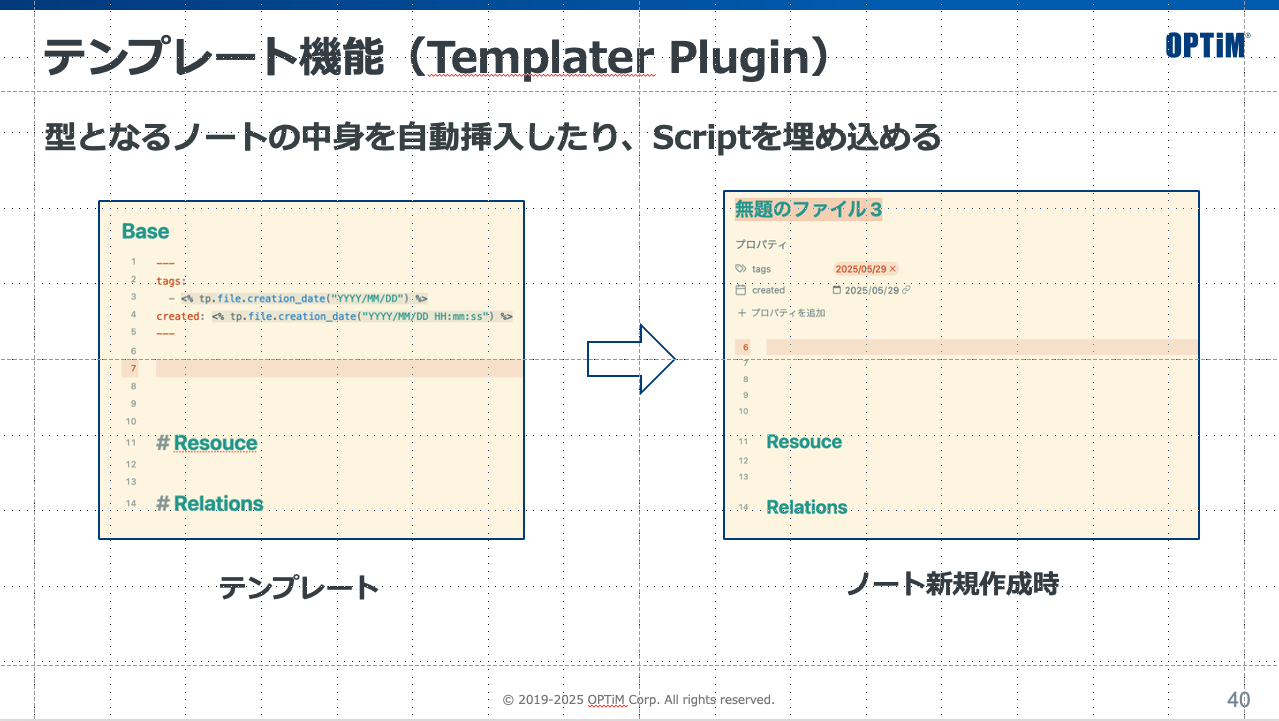 テンプレート機能（Templater Plugin）
OPTiM®
型となるノートの中身を自動挿入したり、Scriptを埋め込める
Base
1 ---
2 tags:
3 - <% tp.file.creation_date("YYYY/MM/DD") %>
4 created: <% tp.file.creation_date("YYYY/MM/DD HH:mm:ss") %>
5 ---
6
7
8
9
10
11 # Resouce
12
13
14 # Relations
テンプレート
無題のファイル 3
プロパティ
tags 2025/05/29 ×
created 2025/05/29
+ プロパティを追加
6
7
8
9
10
11 Resouce
12
13
14 Relations
ノート新規作成時
© 2019-2025 OPTiM Corp. All rights reserved.
40